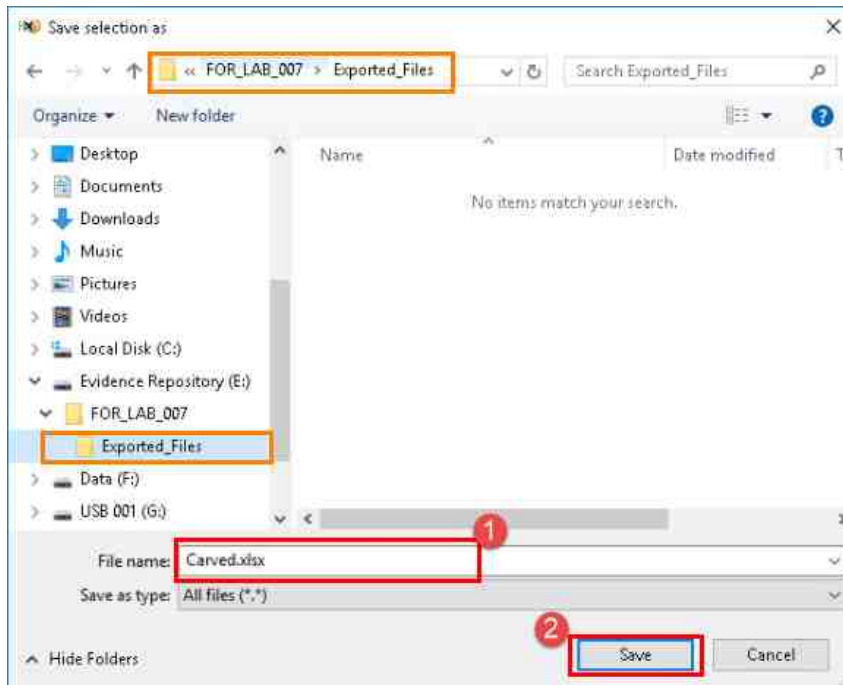 Save selection as
« FOR_LAB_007 > Exported_Files
Search Exported_Files
Organize
New folder
Name
Date modified
T
No items match your search.
Desktop
Documents
Downloads
Music
Pictures
Videos
Local Disk (C:)
Evidence Repository (E:)
FOR_LAB_007
Exported_Files
Data (F:)
USB 001 (G:)
1
File name: Carved.xlsx
Save as type: All files (*.*)
2
Hide Folders
Save
Cancel